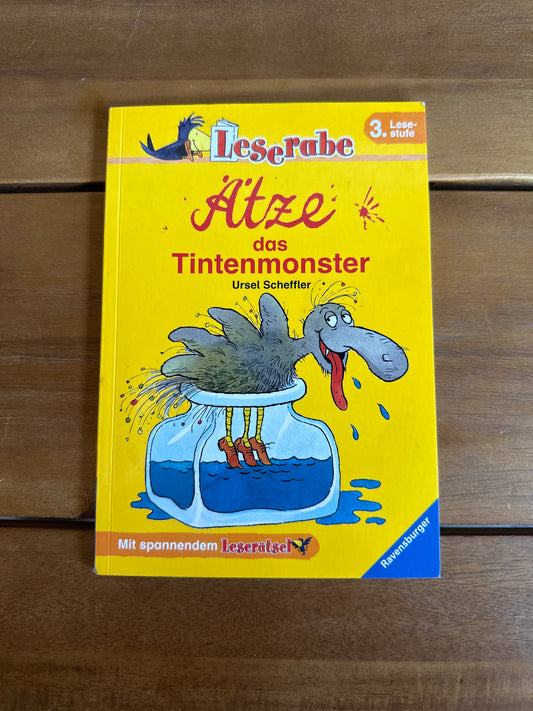 Leserabe
3. Lese-
stufe
Ätze
das
Tintenmonster
Ursel Scheffler
Mit spannendem Leserätsel
Ravensburger